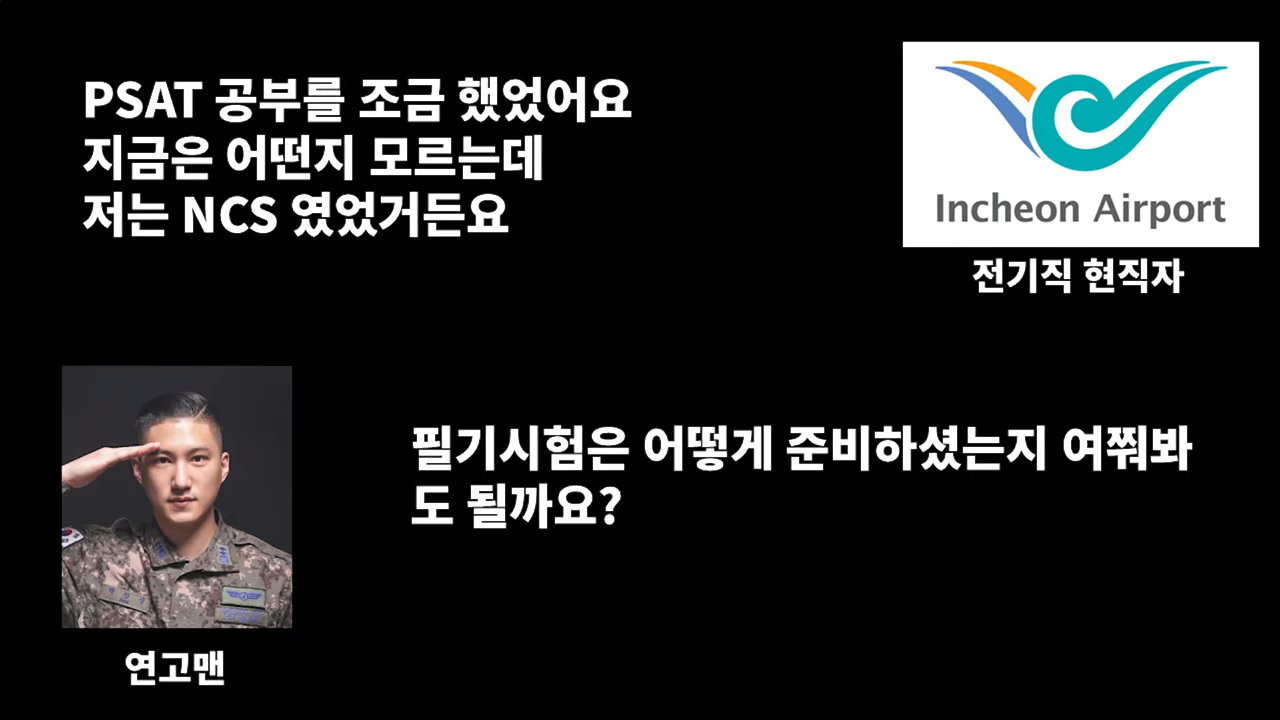 PSAT 공부를 조금 했었어요
지금은 어떤지 모르는데
저는 NCS 였었거든요
Incheon Airport
전기직 현직자
필기시험은 어떻게 준비하셨는지 여쭤봐
도 될까요?
연고맨